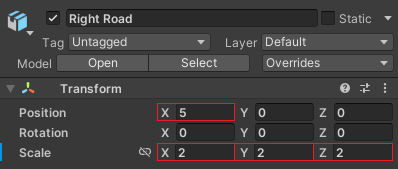 Right Road Static
Tag Untagged Layer Default
Model Open Select Overrides
Transform
Position X 5 Y 0 Z 0
Rotation X 0 Y 0 Z 0
Scale X 2 Y 2 Z 2